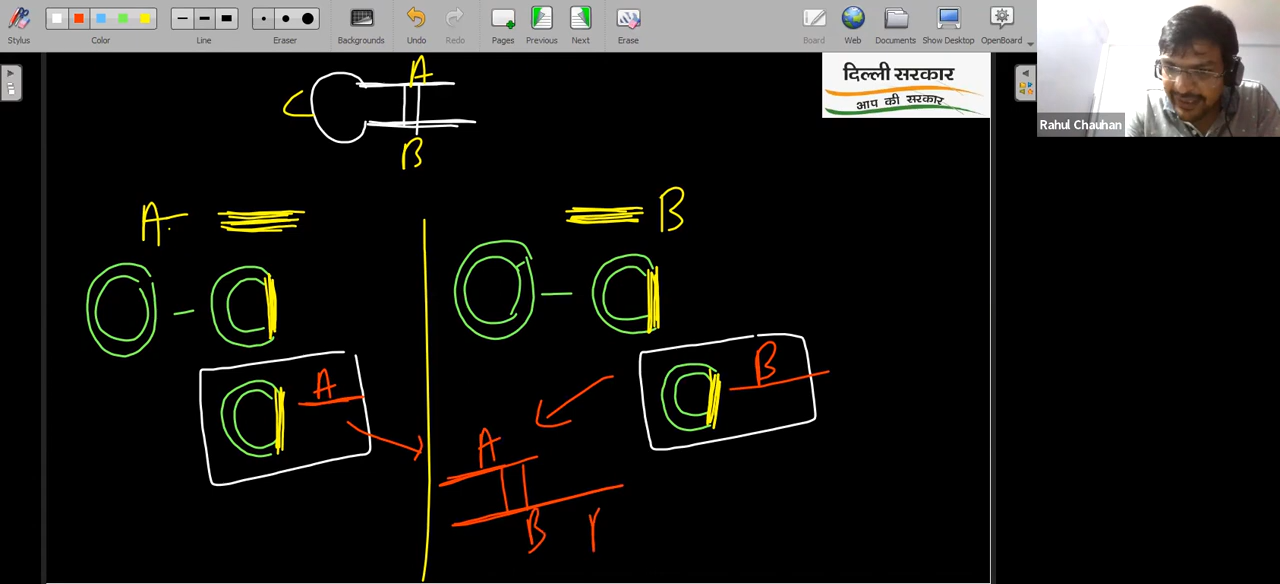 Stylus
Color
Line
Eraser
Backgrounds
Undo
Redo
Pages
Previous
Next
Erase
Board
Web
Documents
Show Desktop
OpenBoard
दिल्ली सरकार
आप की सरकार
Rahul Chauhan
A
C
B
A
B
A
B
A
B